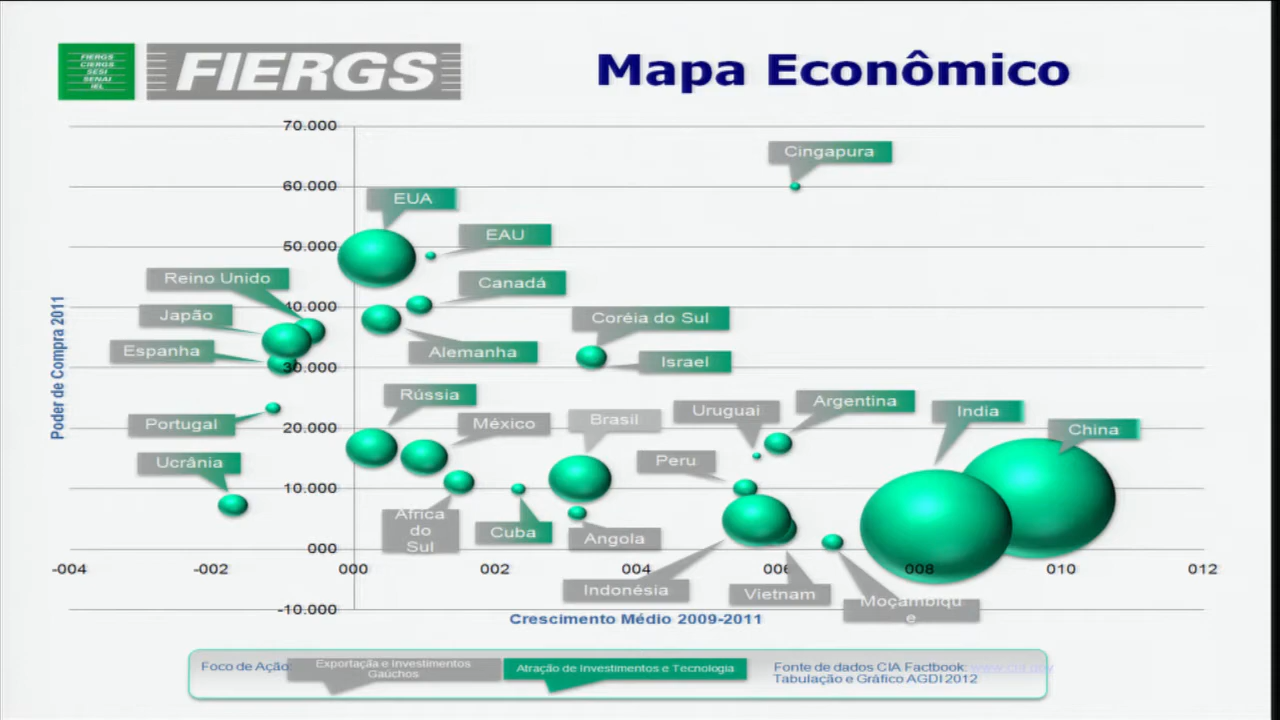 FIERGS
CIERGS
SESI
SENAI
IEL
FIERGS
Mapa Econômico
70.000
Cingapura
60.000
EUA
EAU
50.000
Reino Unido
Canadá
40.000
Japão
Coréia do Sul
Espanha
Alemanha
Israel
30.000
Rússia
Argentina
Uruguai
India
Portugal
México
Brasil
20.000
China
Ucrânia
Peru
10.000
África
do
Sul
Cuba
Angola
000
-004
-002
000
002
004
006
008
010
012
Indonésia
Vietnam
Moçambiqu
e
-10.000
Poder de Compra 2011
Crescimento Médio 2009-2011
Foco de Ação:
Exportação e Investimentos
Gaúchos
Atração de Investimentos e Tecnologia
Fonte de dados CIA Factbook: www.cia.gov
Tabulação e Gráfico AGDI 2012